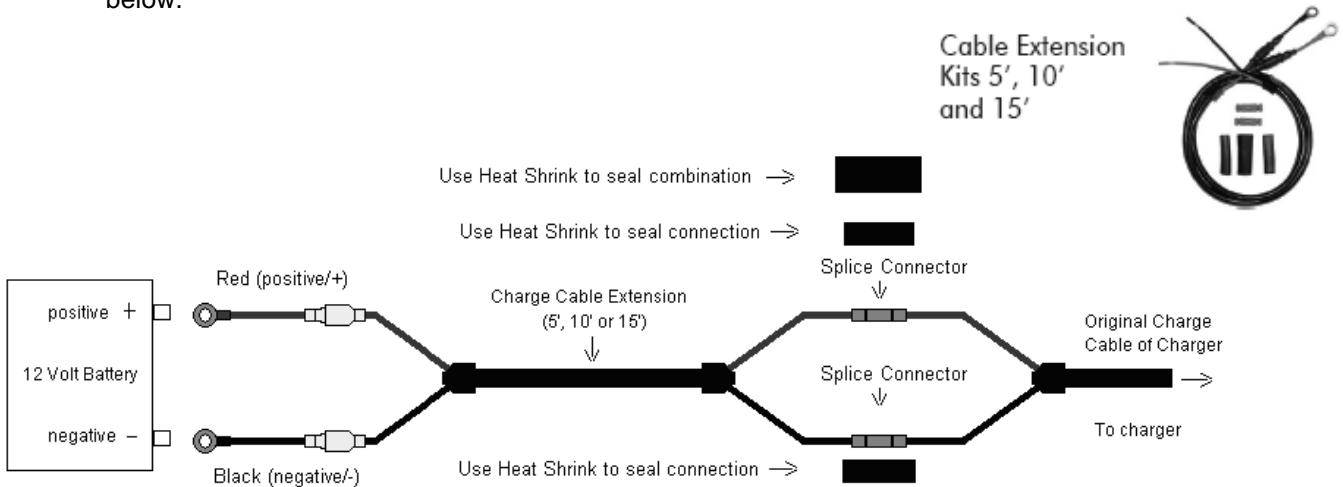 below.
Cable Extension
Kits 5’, 10’
and 15’
Use Heat Shrink to seal combination →
Use Heat Shrink to seal connection →
Splice Connector
↓
Red (positive/+)
Charge Cable Extension
(5', 10' or 15')
↓
positive +
Original Charge
Cable of Charger
→
12 Volt Battery
Splice Connector
↓
negative –
To charger
Use Heat Shrink to seal connection →
Black (negative/-)